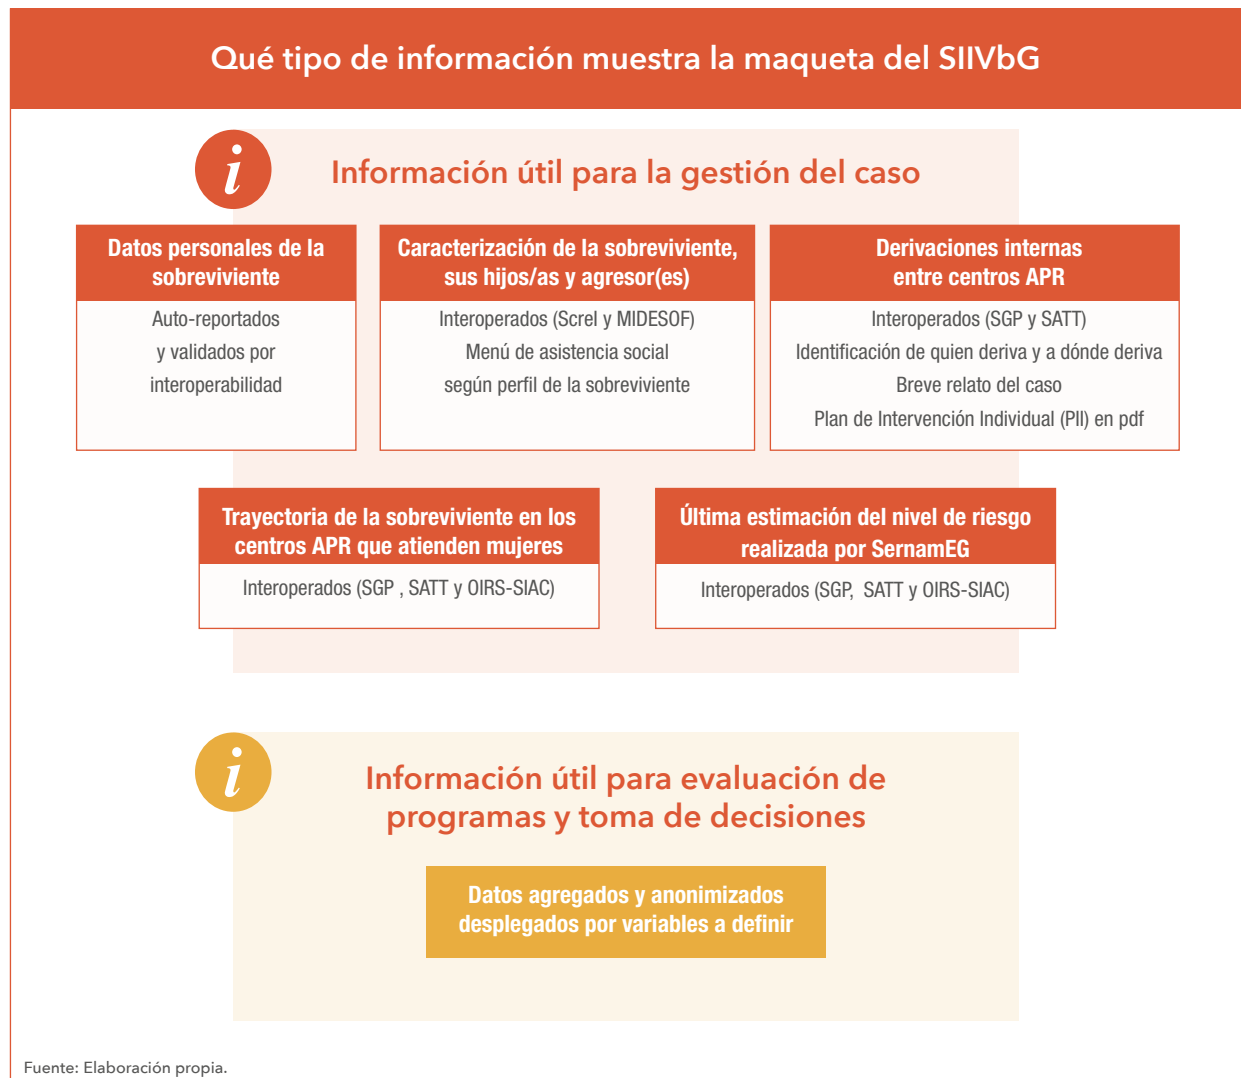 Qué tipo de información muestra la maqueta del SIIVbG
i
Información útil para la gestión del caso
Datos personales de la
sobreviviente
Auto-reportados
y validados por
interoperabilidad
Caracterización de la sobreviviente,
sus hijos/as y agresor(es)
Interoperados (Screl y MIDESOF)
Menú de asistencia social
según perfil de la sobreviviente
Derivaciones internas
entre centros APR
Interoperados (SGP y SATT)
Identificación de quien deriva y a dónde deriva
Breve relato del caso
Plan de Intervención Individual (PII) en pdf
Trayectoria de la sobreviviente en los
centros APR que atienden mujeres
Interoperados (SGP , SATT y OIRS-SIAC)
Última estimación del nivel de riesgo
realizada por SernamEG
Interoperados (SGP, SATT y OIRS-SIAC)
i
Información útil para evaluación de
programas y toma de decisiones
Datos agregados y anonimizados
desplegados por variables a definir
Fuente: Elaboración propia.